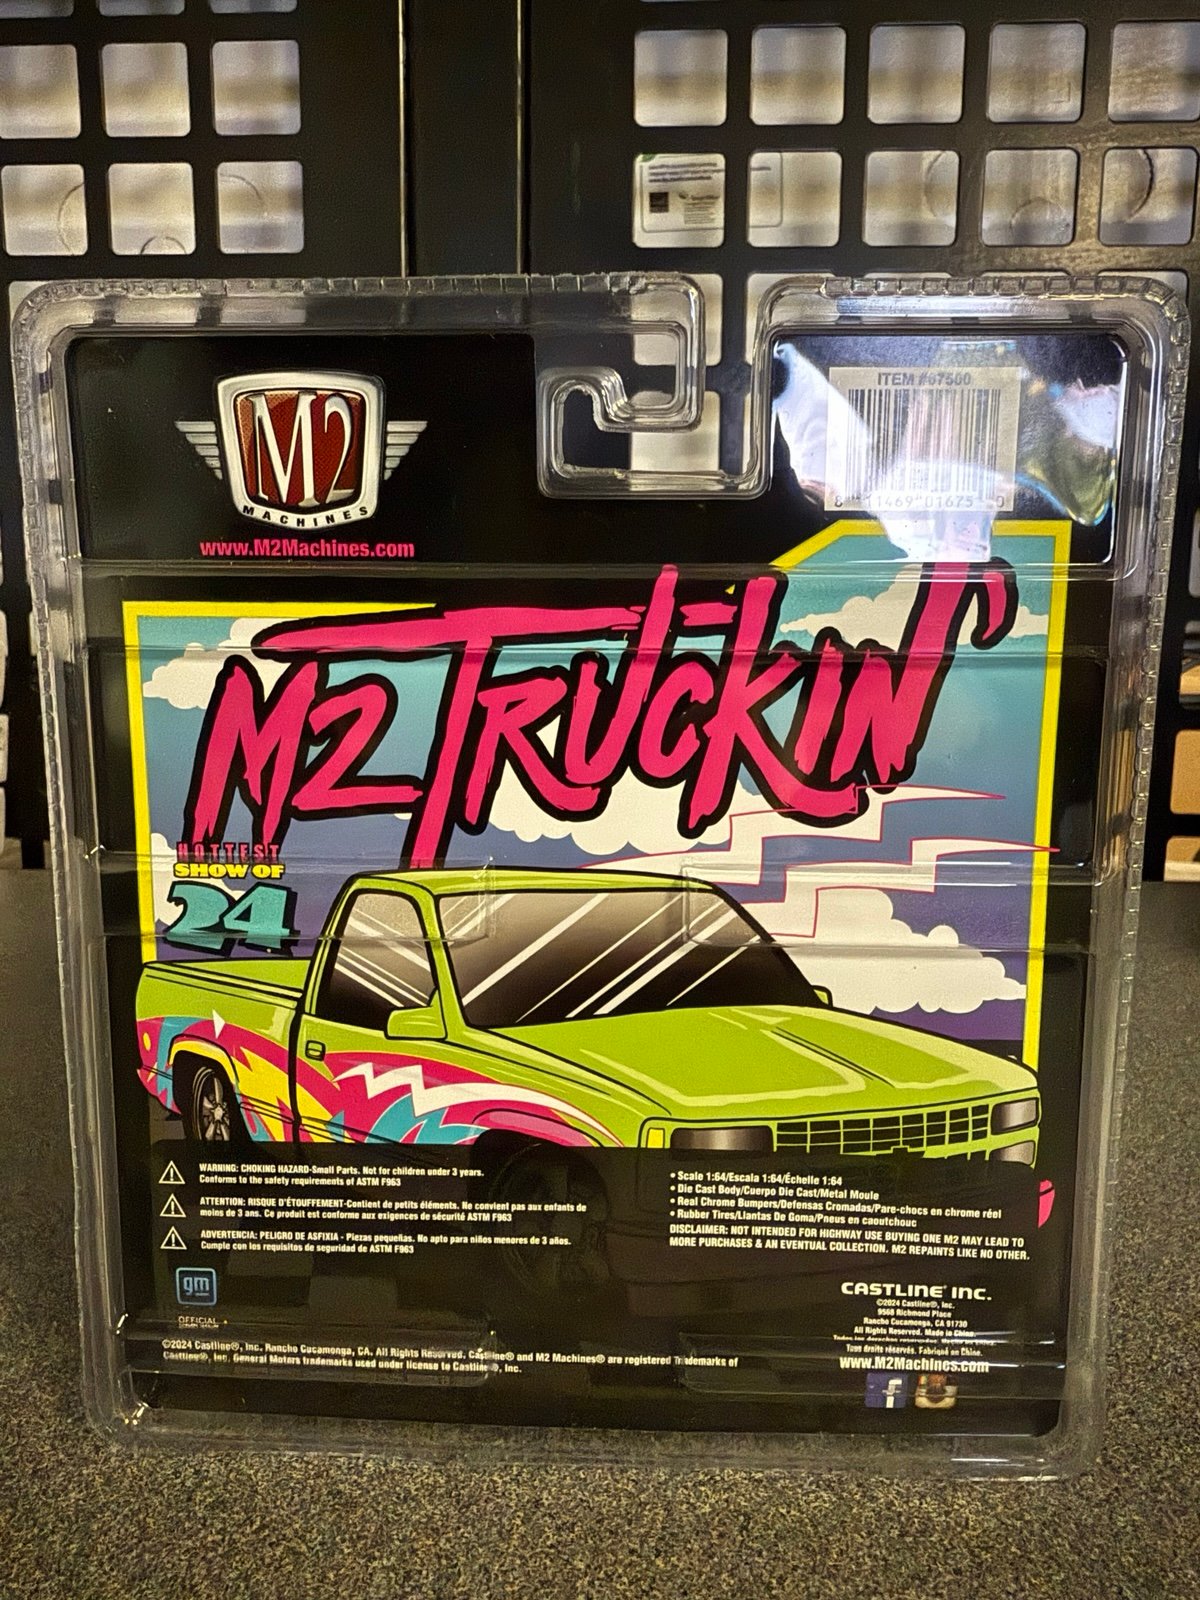 ITEM #67500
M2
MACHINES
www.M2Machines.com
M2 TRUCKIN'
HOTTEST
SHOW OF
24
WARNING: CHOKING HAZARD-Small Parts. Not for children under 3 years.
Conforms to the safety requirements of ASTM F963
ATTENTION: RISQUE D'ÉTOUFFEMENT-Contient de petits éléments. Ne convient pas aux enfants de
moins de 3 ans. Ce produit est conforme aux exigences de sécurité ASTM F963
ADVERTENCIA: PELIGRO DE ASFIXIA - Piezas pequeñas. No apto para niños menores de 3 años.
Cumple con los requisitos de seguridad de ASTM F963
• Scale 1:64/Escala 1:64/Échelle 1:64
• Die Cast Body/Cuerpo Die Cast/Metal Moule
• Real Chrome Bumpers/Defensas Cromadas/Pare-chocs en chrome réel
• Rubber Tires/Llantas De Goma/Pneus en caoutchouc
DISCLAIMER: NOT INTENDED FOR HIGHWAY USE BUYING ONE M2 MAY LEAD TO
MORE PURCHASES & AN EVENTUAL COLLECTION. M2 REPAINTS LIKE NO OTHER.
gm
OFFICIAL
©2024 Castline®, Inc. Rancho Cucamonga, CA. All Rights Reserved. Castline® and M2 Machines® are registered Trademarks of
Castline®, Inc. General Motors trademarks used under license to Castline®, Inc.
CASTLINE® INC.
©2024 Castline®, Inc.
9568 Richmond Place
Rancho Cucamonga, CA 91730
All Rights Reserved. Made in China.
Todos los derechos reservados.
Tous droits réservés. Fabriqué en Chine.
www.M2Machines.com
f